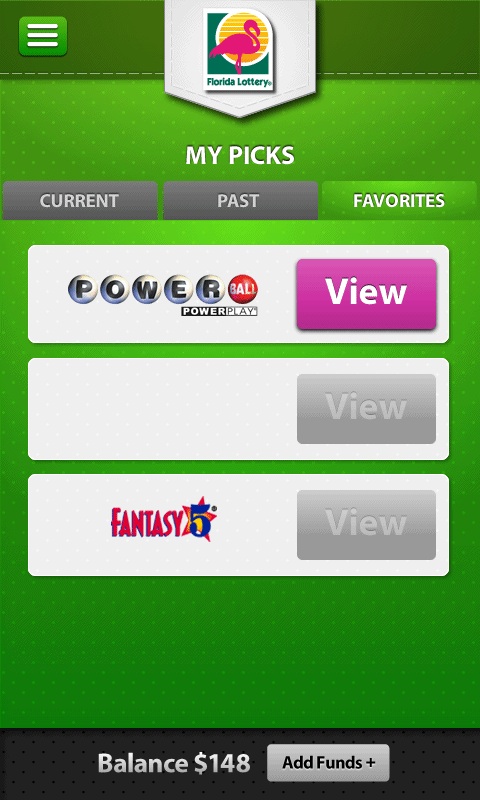 Florida Lottery®
MY PICKS
CURRENT
PAST
FAVORITES
POWERBALL
POWERPLAY®
View
View
FANTASY 5®
View
Balance $148
Add Funds +